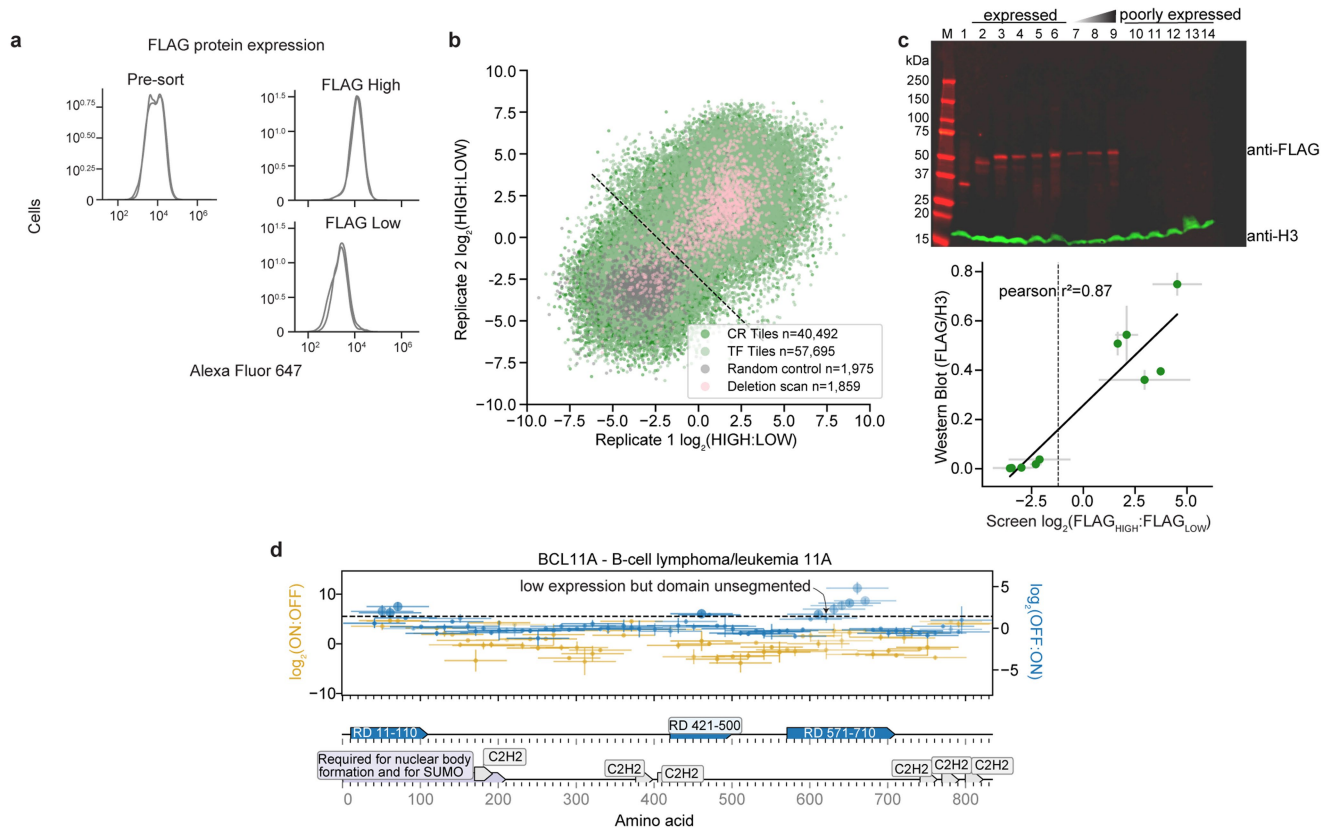 a
FLAG protein expression
Pre-sort
10^0.75
10^0.5
10^0.25
0
10^2 10^4 10^6
FLAG High
10^1.5
10^1.0
10^0.5
0
FLAG Low
10^1.5
10^1.0
10^0.5
0
10^2 10^4 10^6
Cells
Alexa Fluor 647
b
10.0
7.5
5.0
2.5
0.0
−2.5
−5.0
−7.5
−10.0
−10.0 −7.5 −5.0 −2.5 0.0 2.5 5.0 7.5 10.0
Replicate 2 log2(HIGH:LOW)
Replicate 1 log2(HIGH:LOW)
CR Tiles n=40,492
TF Tiles n=57,695
Random control n=1,975
Deletion scan n=1,859
c
expressed poorly expressed
M 1 2 3 4 5 6 7 8 9 10 11 12 13 14
kDa
250
150
100
75
50
37
25
20
15
anti-FLAG
anti-H3
pearson r²=0.87
0.8
0.6
0.4
0.2
0.0
−2.5 0.0 2.5 5.0
Western Blot (FLAG/H3)
Screen log2(FLAGHIGH:FLAGLOW)
d
BCL11A - B-cell lymphoma/leukemia 11A
low expression but domain unsegmented
log2(ON:OFF)
10
0
−10
log2(OFF:ON)
5
0
−5
RD 11-110
RD 421-500
RD 571-710
Required for nuclear body
formation and for SUMO
C2H2
C2H2
C2H2
C2H2
C2H2
C2H2
0 100 200 300 400 500 600 700 800
Amino acid